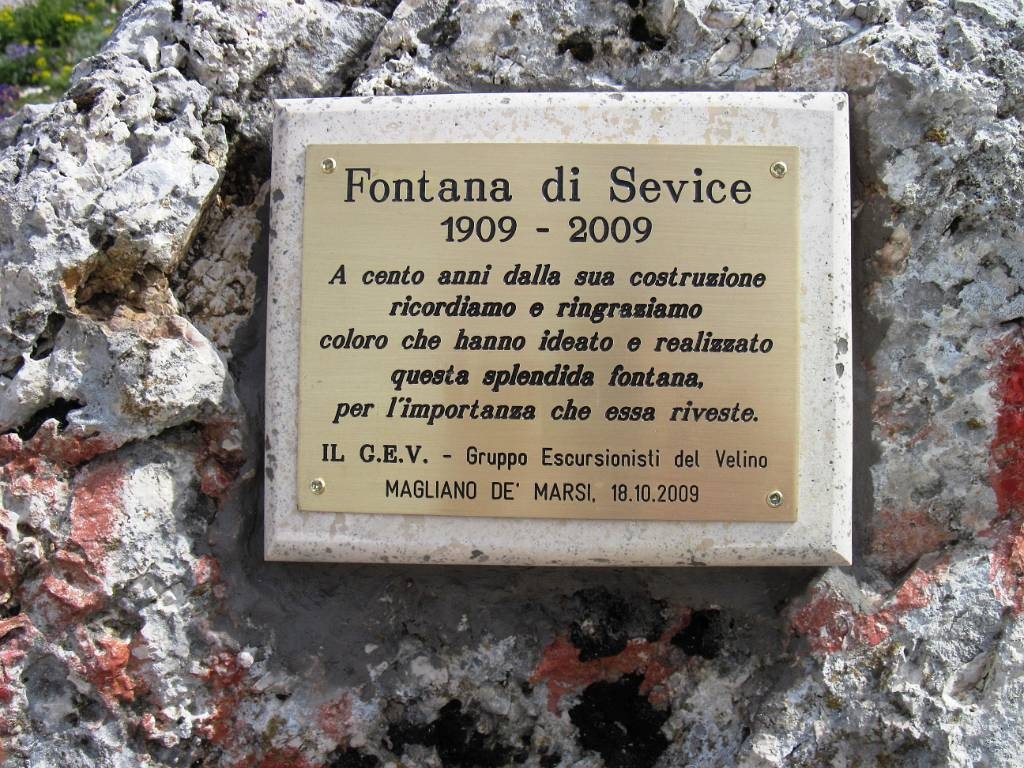 Fontana di Sevice
1909 - 2009
A cento anni dalla sua costruzione
ricordiamo e ringraziamo
coloro che hanno ideato e realizzato
questa splendida fontana,
per l'importanza che essa riveste.
IL G.E.V. - Gruppo Escursionisti del Velino
MAGLIANO DE' MARSI, 18.10.2009